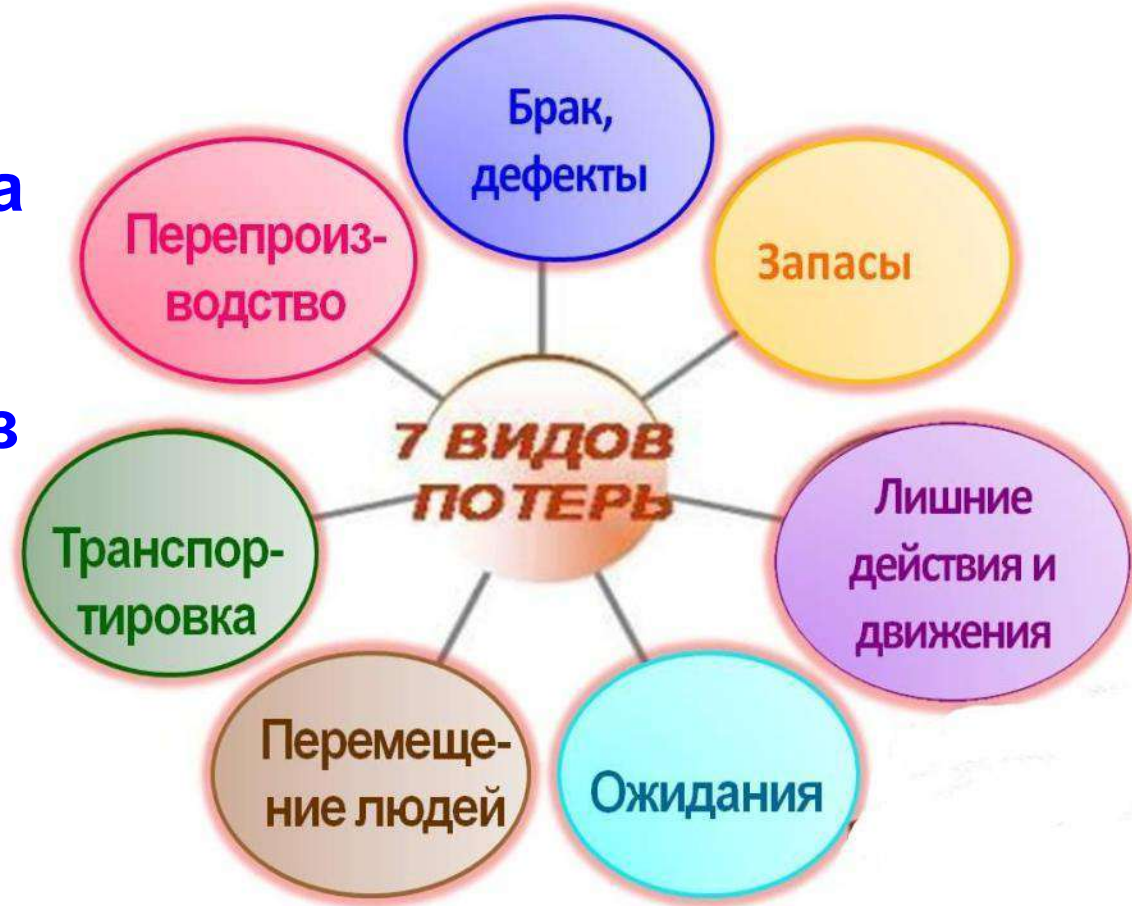 Брак,
дефекты
а
Перепроиз-
водство
Запасы
7 ВИДОВ
ПОТЕРЬ
в
Транспор-
тировка
Лишние
действия и
движения
Перемеще-
ние людей
Ожидания